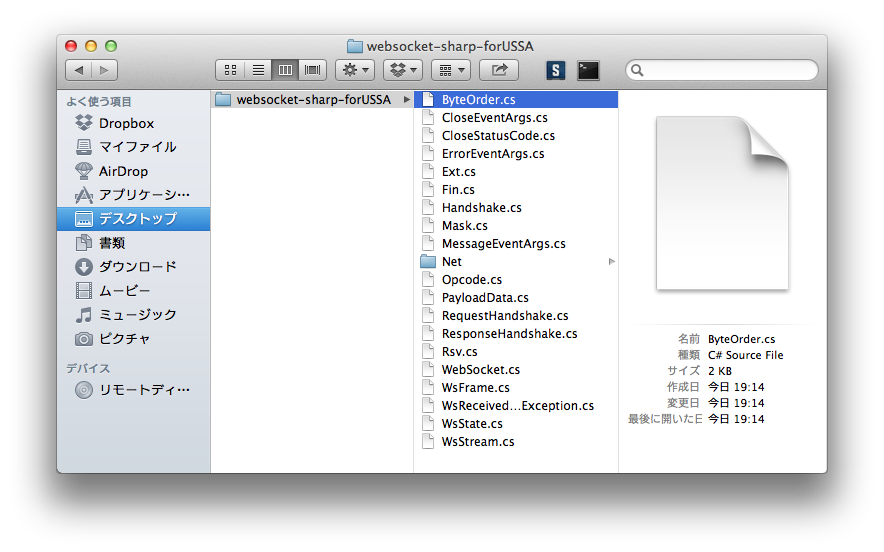 websocket-sharp-forUSSA
S
よく使う項目
Dropbox
マイファイル
AirDrop
アプリケーシ…
デスクトップ
書類
ダウンロード
ムービー
ミュージック
ピクチャ
デバイス
リモートディ…
websocket-sharp-forUSSA
ByteOrder.cs
CloseEventArgs.cs
CloseStatusCode.cs
ErrorEventArgs.cs
Ext.cs
Fin.cs
Handshake.cs
Mask.cs
MessageEventArgs.cs
Net
Opcode.cs
PayloadData.cs
RequestHandshake.cs
ResponseHandshake.cs
Rsv.cs
WebSocket.cs
WsFrame.cs
WsReceived...Exception.cs
WsState.cs
WsStream.cs
名前 ByteOrder.cs
種類 C# Source File
サイズ 2 KB
作成日 今日 19:14
変更日 今日 19:14
最後に開いた日 今日 19:14